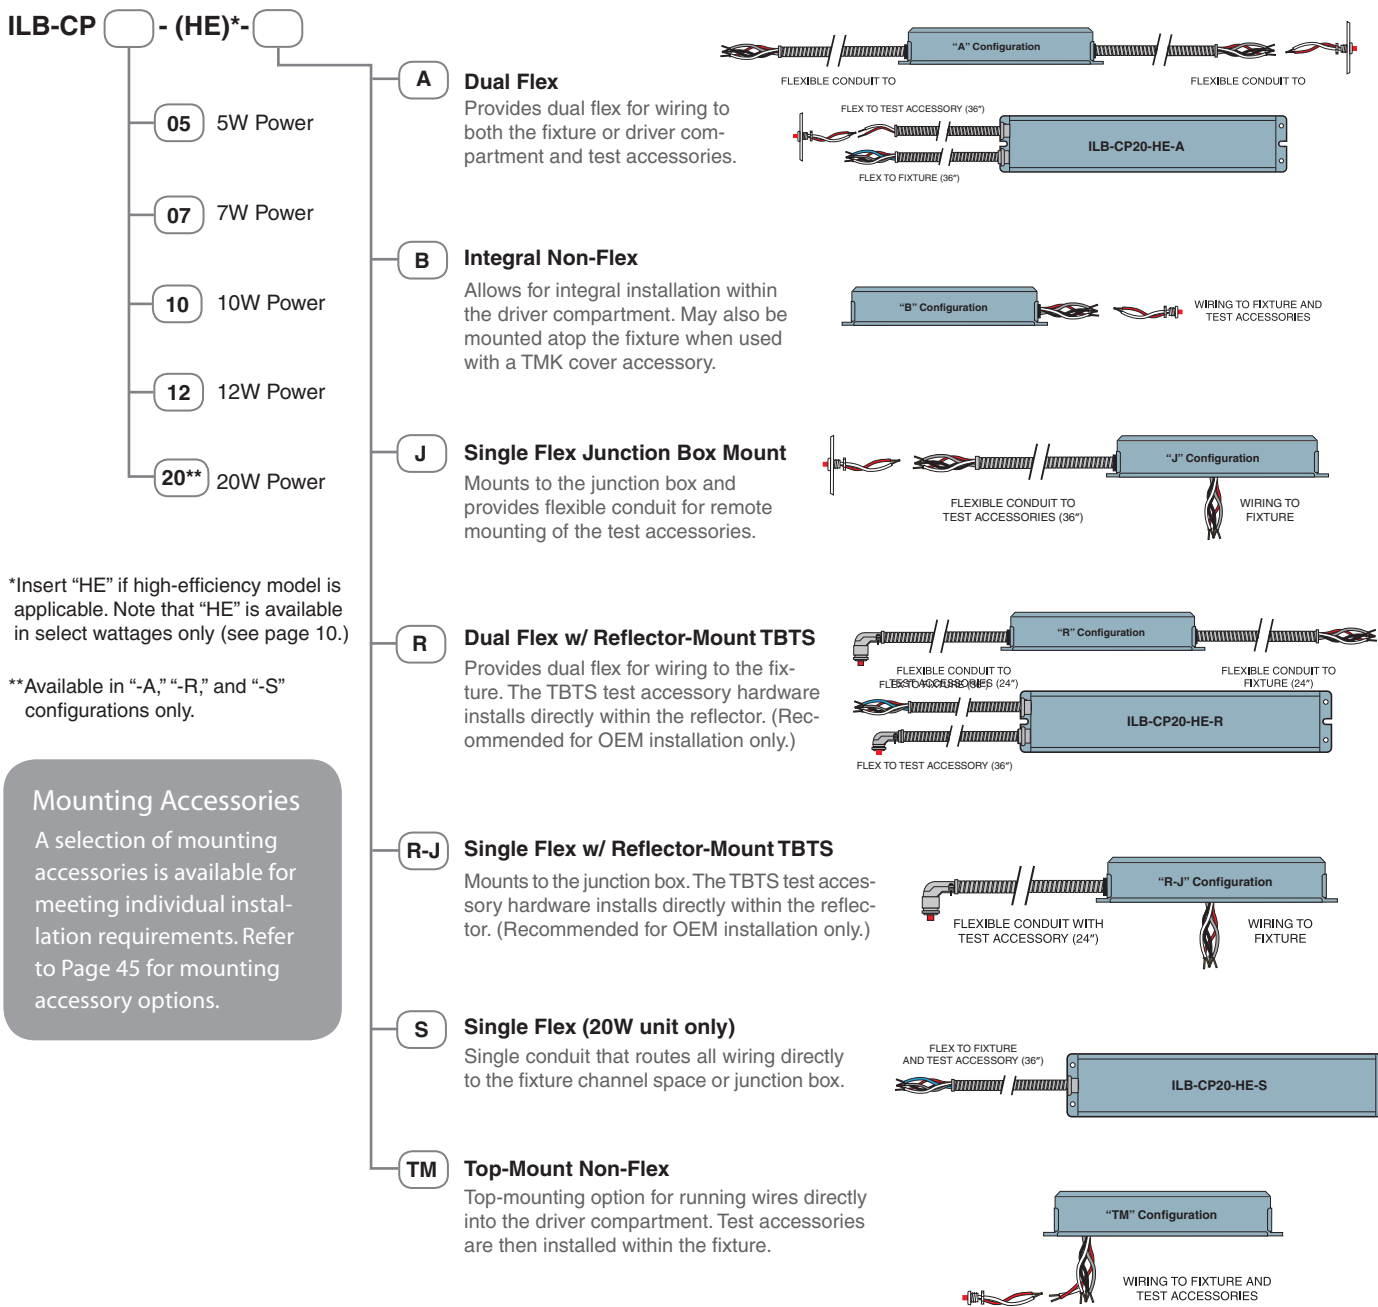 ILB-CP - (HE)*-
05 5W Power
07 7W Power
10 10W Power
12 12W Power
20** 20W Power
*Insert “HE” if high-efficiency model is
applicable. Note that “HE” is available
in select wattages only (see page 10.)
**Available in “-A,” “-R,” and “-S”
configurations only.
Mounting Accessories
A selection of mounting
accessories is available for
meeting individual instal-
lation requirements. Refer
to Page 45 for mounting
accessory options.
A Dual Flex
Provides dual flex for wiring to
both the fixture or driver com-
partment and test accessories.
“A” Configuration
FLEXIBLE CONDUIT TO
FLEXIBLE CONDUIT TO
FLEX TO TEST ACCESSORY (36″)
ILB-CP20-HE-A
FLEX TO FIXTURE (36″)
B Integral Non-Flex
Allows for integral installation within
the driver compartment. May also be
mounted atop the fixture when used
with a TMK cover accessory.
“B” Configuration
WIRING TO FIXTURE AND
TEST ACCESSORIES
J Single Flex Junction Box Mount
Mounts to the junction box and
provides flexible conduit for remote
mounting of the test accessories.
“J” Configuration
FLEXIBLE CONDUIT TO
TEST ACCESSORIES (36″)
WIRING TO
FIXTURE
R Dual Flex w/ Reflector-Mount TBTS
Provides dual flex for wiring to the fix-
ture. The TBTS test accessory hardware
installs directly within the reflector. (Rec-
ommended for OEM installation only.)
“R” Configuration
FLEXIBLE CONDUIT TO
TEST ACCESSORIES (24″)
FLEXIBLE CONDUIT TO
FIXTURE (24″)
FLEX TO FIXTURE (36″)
ILB-CP20-HE-R
FLEX TO TEST ACCESSORY (36″)
R-J Single Flex w/ Reflector-Mount TBTS
Mounts to the junction box. The TBTS test acces-
sory hardware installs directly within the reflec-
tor. (Recommended for OEM installation only.)
“R-J” Configuration
FLEXIBLE CONDUIT WITH
TEST ACCESSORY (24″)
WIRING TO
FIXTURE
S Single Flex (20W unit only)
Single conduit that routes all wiring directly
to the fixture channel space or junction box.
FLEX TO FIXTURE
AND TEST ACCESSORY (36″)
ILB-CP20-HE-S
TM Top-Mount Non-Flex
Top-mounting option for running wires directly
into the driver compartment. Test accessories
are then installed within the fixture.
“TM” Configuration
WIRING TO FIXTURE AND
TEST ACCESSORIES